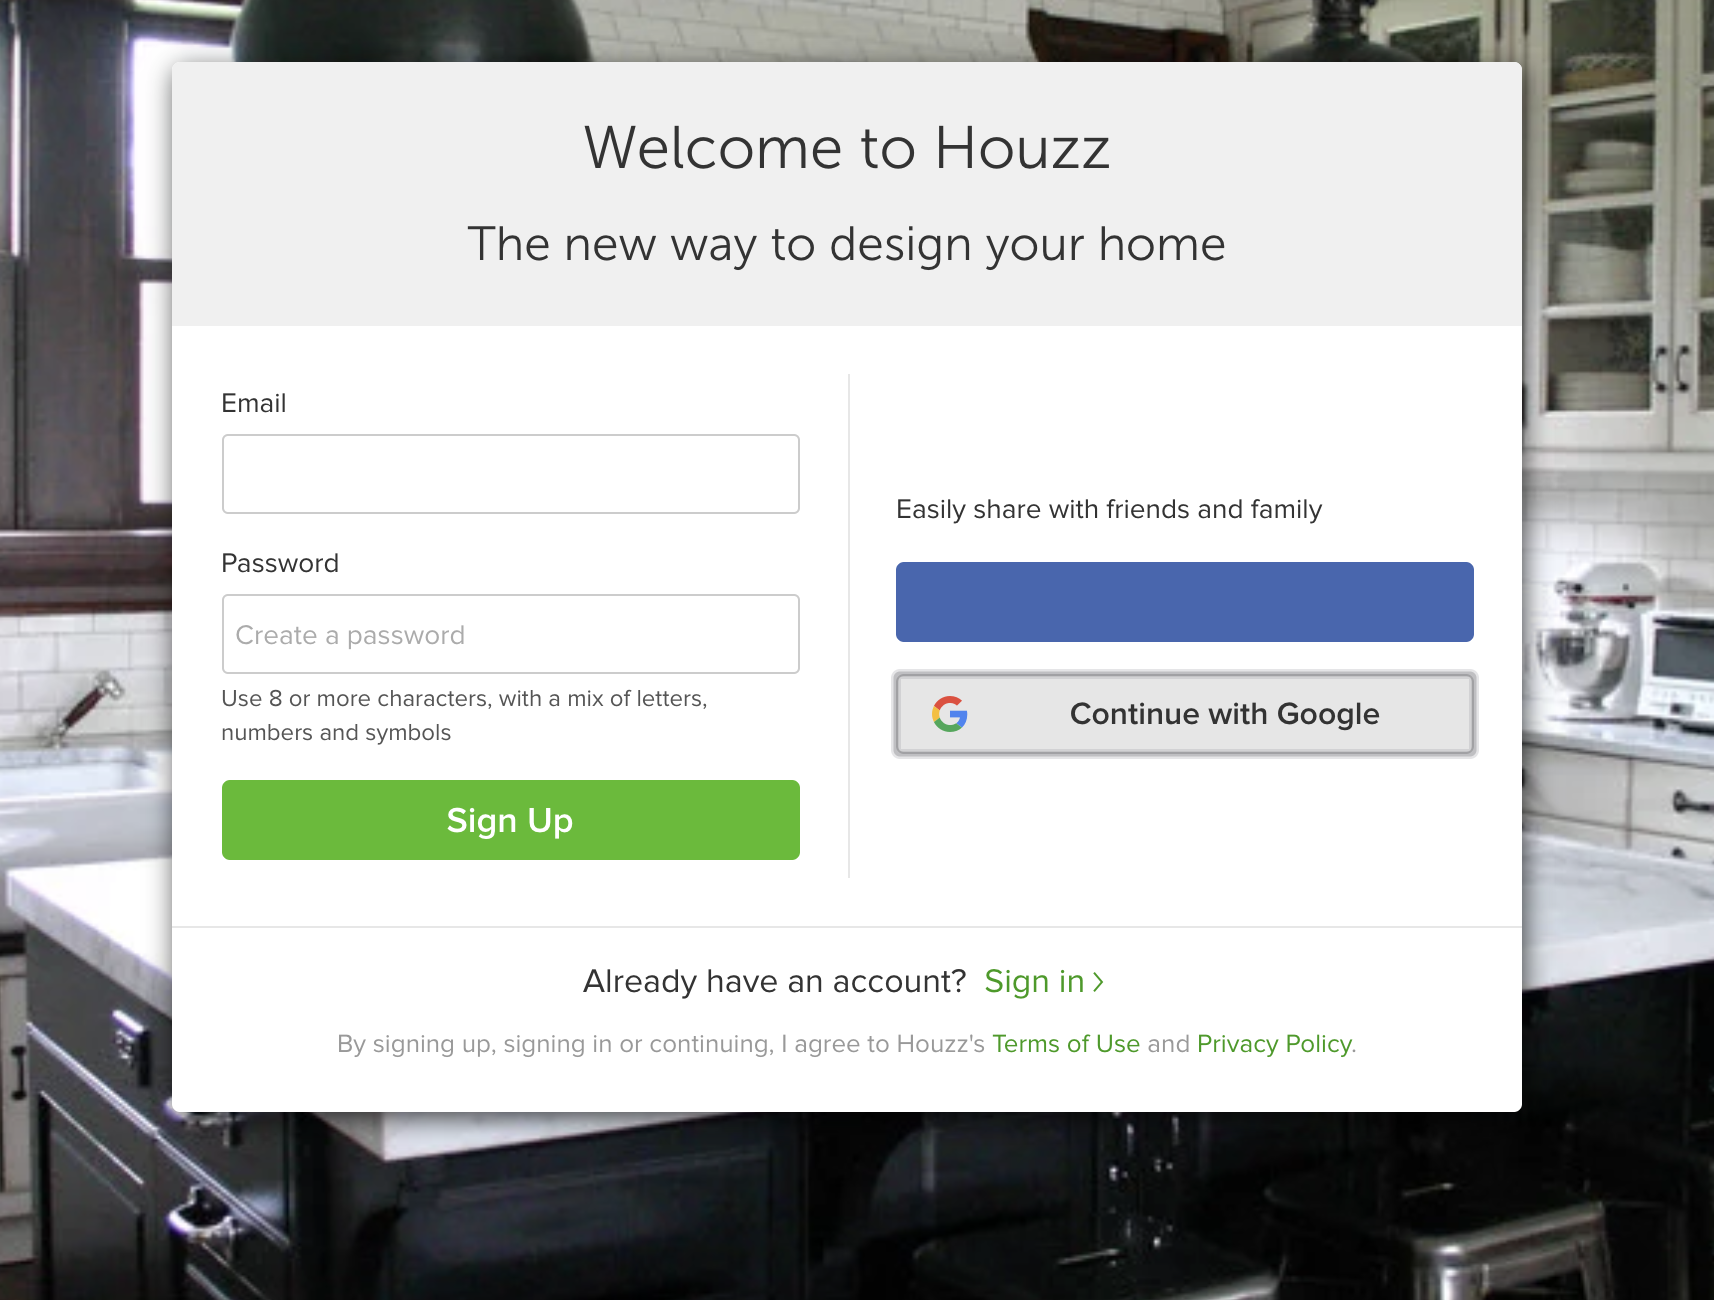 Welcome to Houzz
The new way to design your home
Email
Password
Create a password
Use 8 or more characters, with a mix of letters,
numbers and symbols
Sign Up
Easily share with friends and family
Continue with Google
Already have an account? Sign in >
By signing up, signing in or continuing, I agree to Houzz's Terms of Use and Privacy Policy.